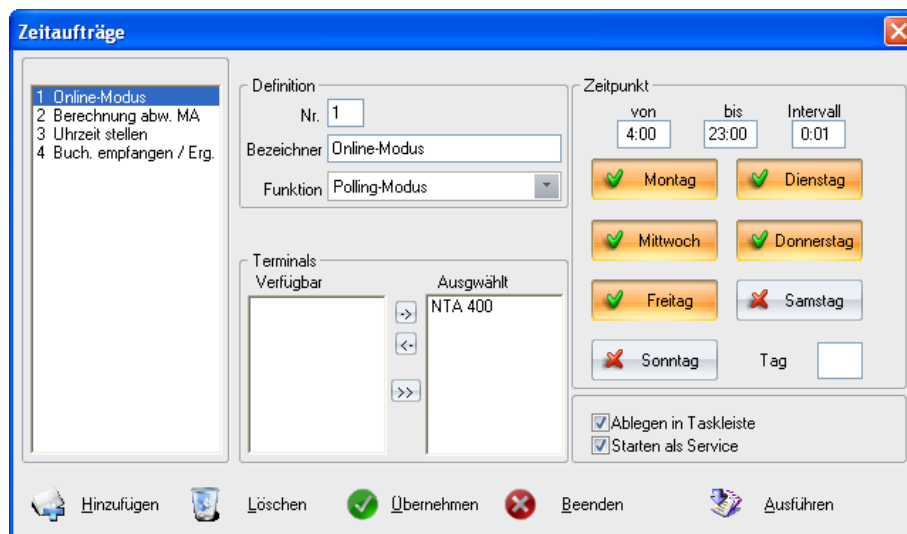 Zeitaufträge
1 Online-Modus
2 Berechnung abw. MA
3 Uhrzeit stellen
4 Buch. empfangen / Erg.
Definition
Nr. 1
Bezeichner Online-Modus
Funktion Polling-Modus
Terminals
Verfügbar Ausgwählt
NTA 400
->
<-
>>
Zeitpunkt
von bis Intervall
4:00 23:00 0:01
Montag Dienstag
Mittwoch Donnerstag
Freitag Samstag
Sonntag Tag
Ablegen in Taskleiste
Starten als Service
Hinzufügen Löschen Übernehmen Beenden Ausführen